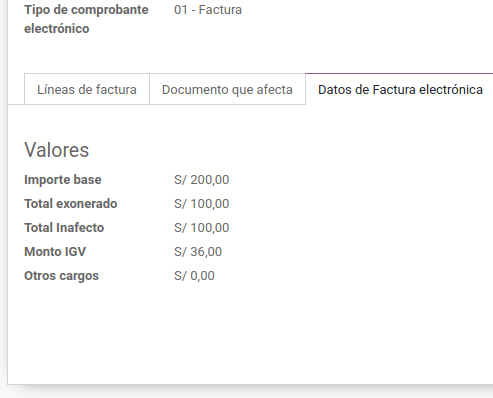 Tipo de comprobante 01 - Factura
electrónico
Líneas de factura Documento que afecta Datos de Factura electrónica
Valores
Importe base S/ 200,00
Total exonerado S/ 100,00
Total Inafecto S/ 100,00
Monto IGV S/ 36,00
Otros cargos S/ 0,00